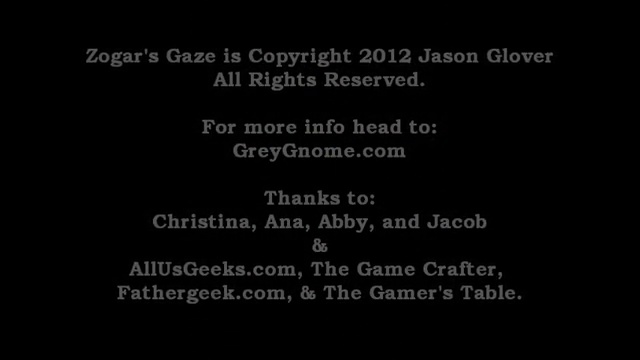 Zogar's Gaze is Copyright 2012 Jason Glover
All Rights Reserved.
For more info head to:
GreyGnome.com
Thanks to:
Christina, Ana, Abby, and Jacob
&
AllUsGeeks.com, The Game Crafter,
Fathergeek.com, & The Gamer's Table.